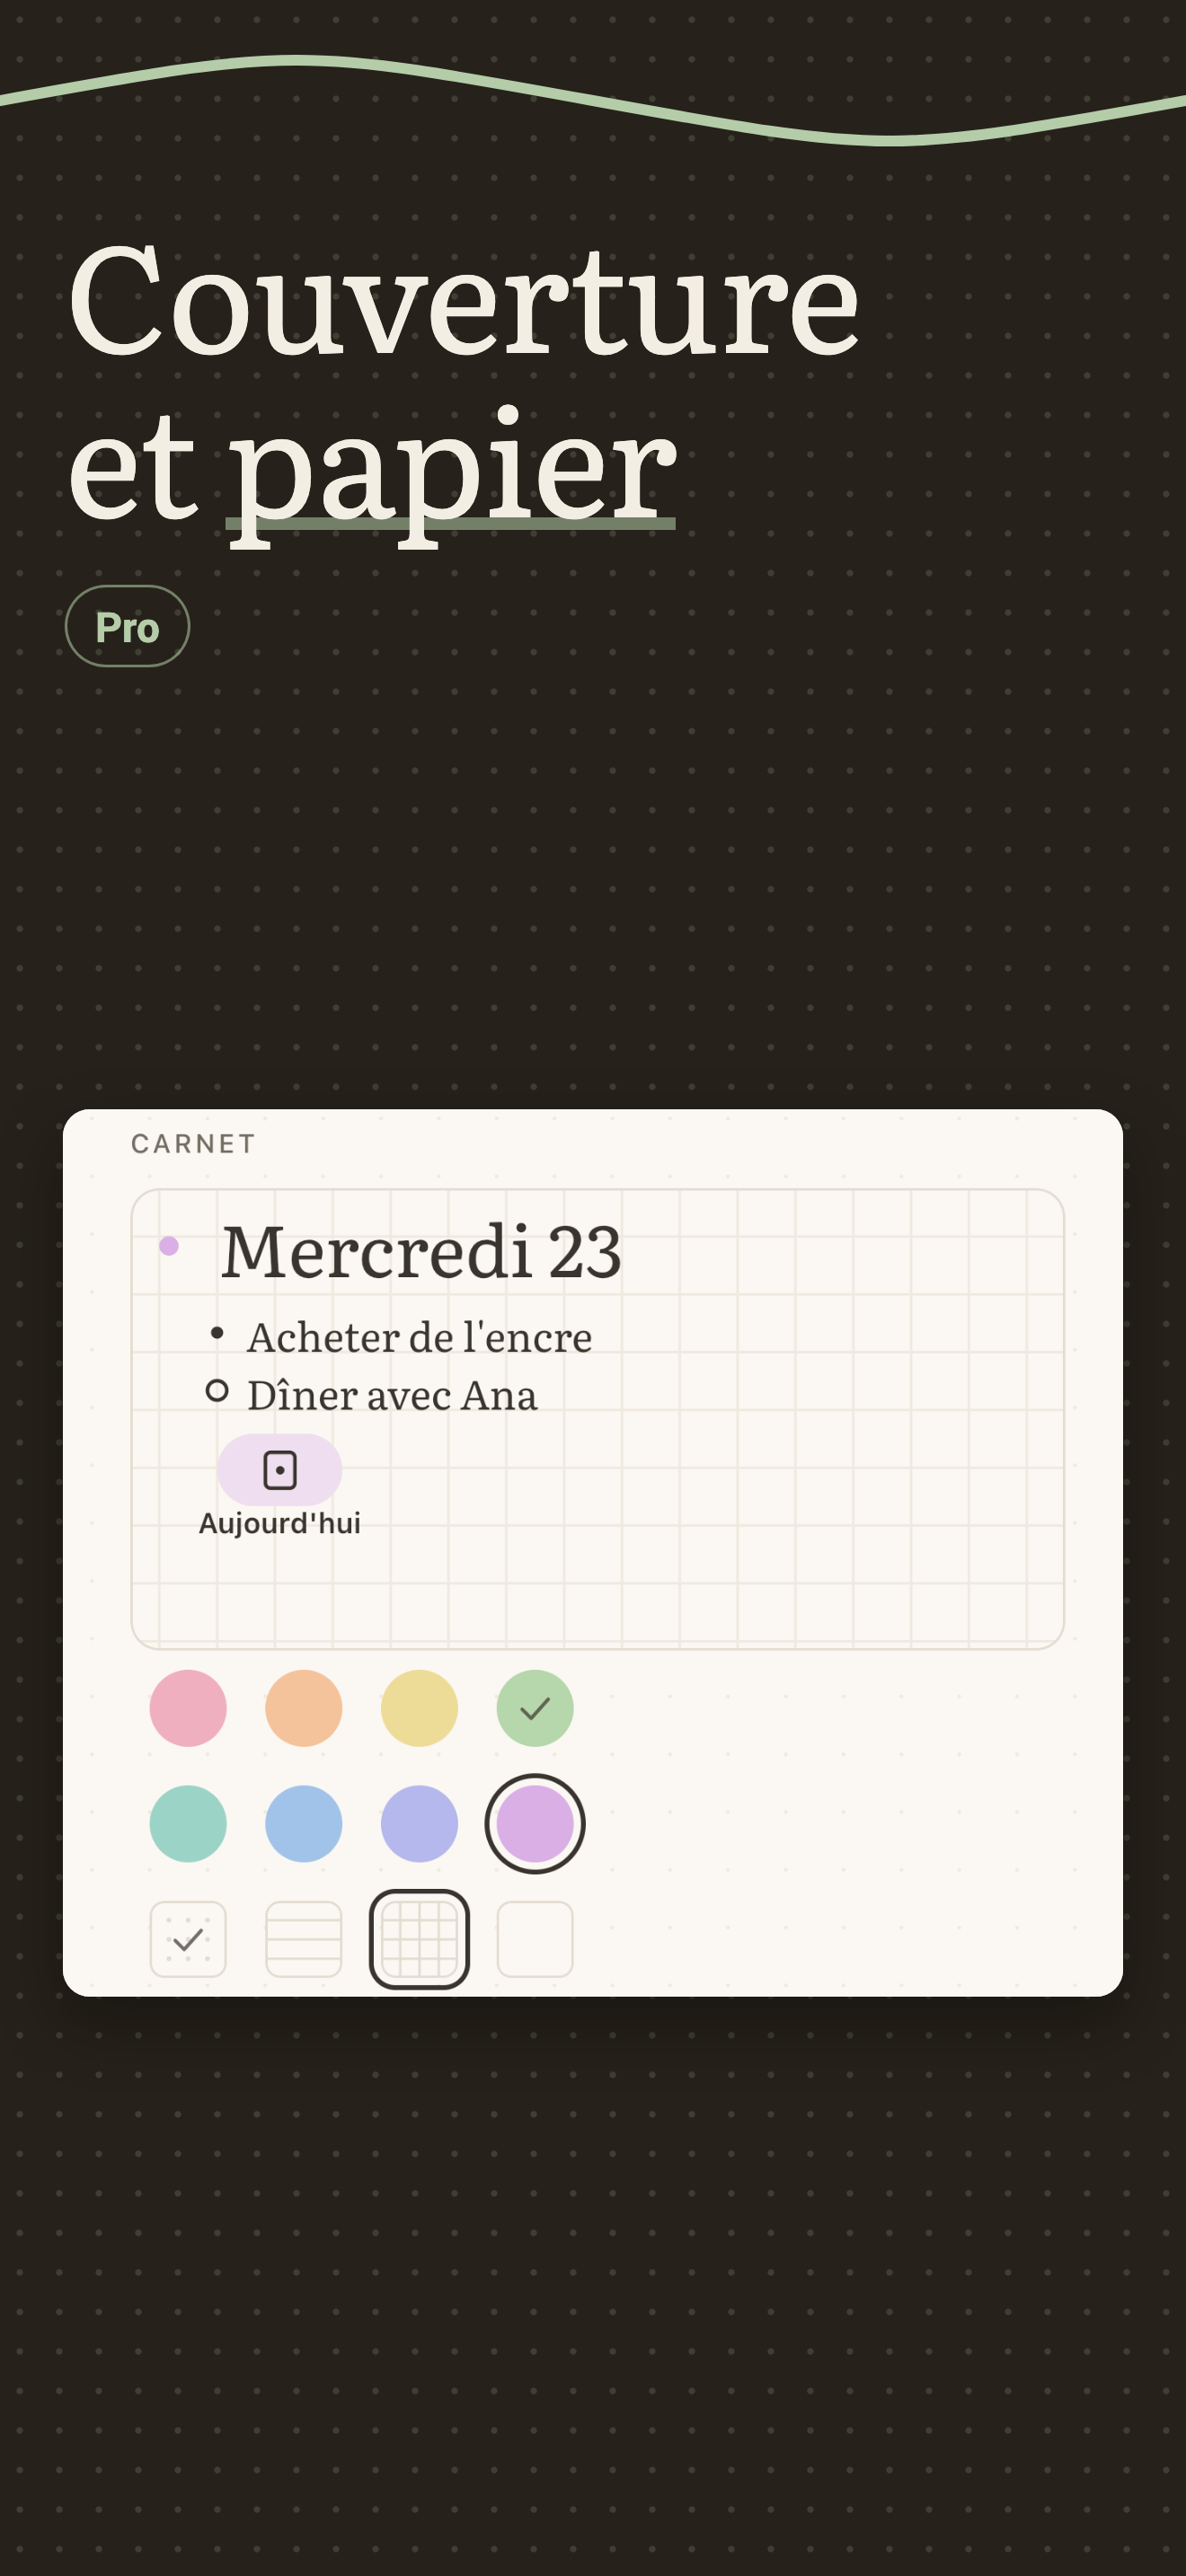 Couverture
et papier
Pro
CARNET
Mercredi 23
Acheter de l'encre
Dîner avec Ana
Aujourd'hui